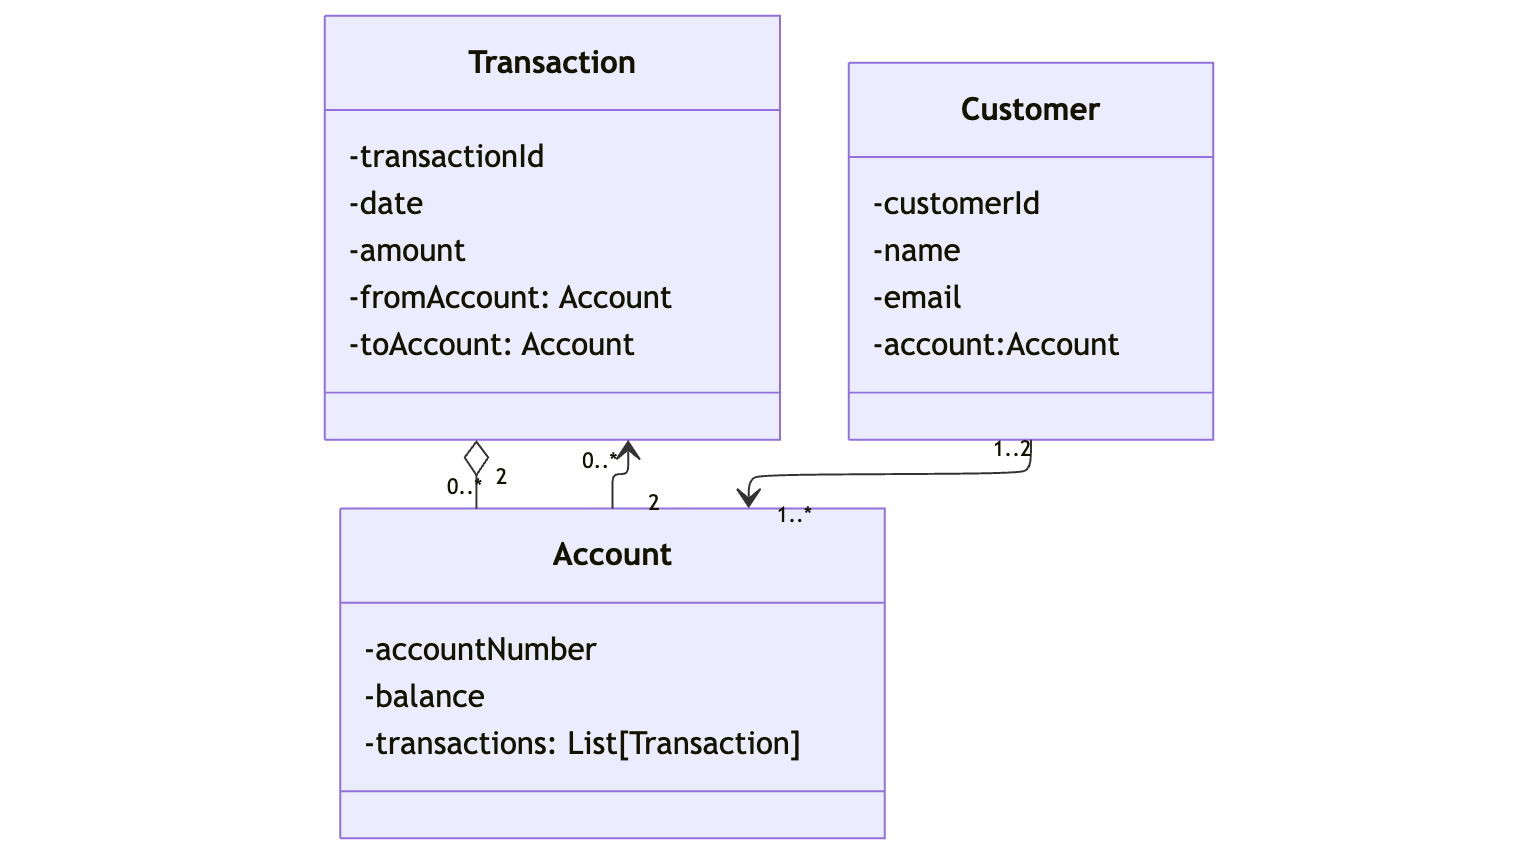 Transaction
-transactionId
-date
-amount
-fromAccount: Account
-toAccount: Account
Customer
-customerId
-name
-email
-account:Account
0..*
2
0..*
2
1..2
1..*
Account
-accountNumber
-balance
-transactions: List[Transaction]